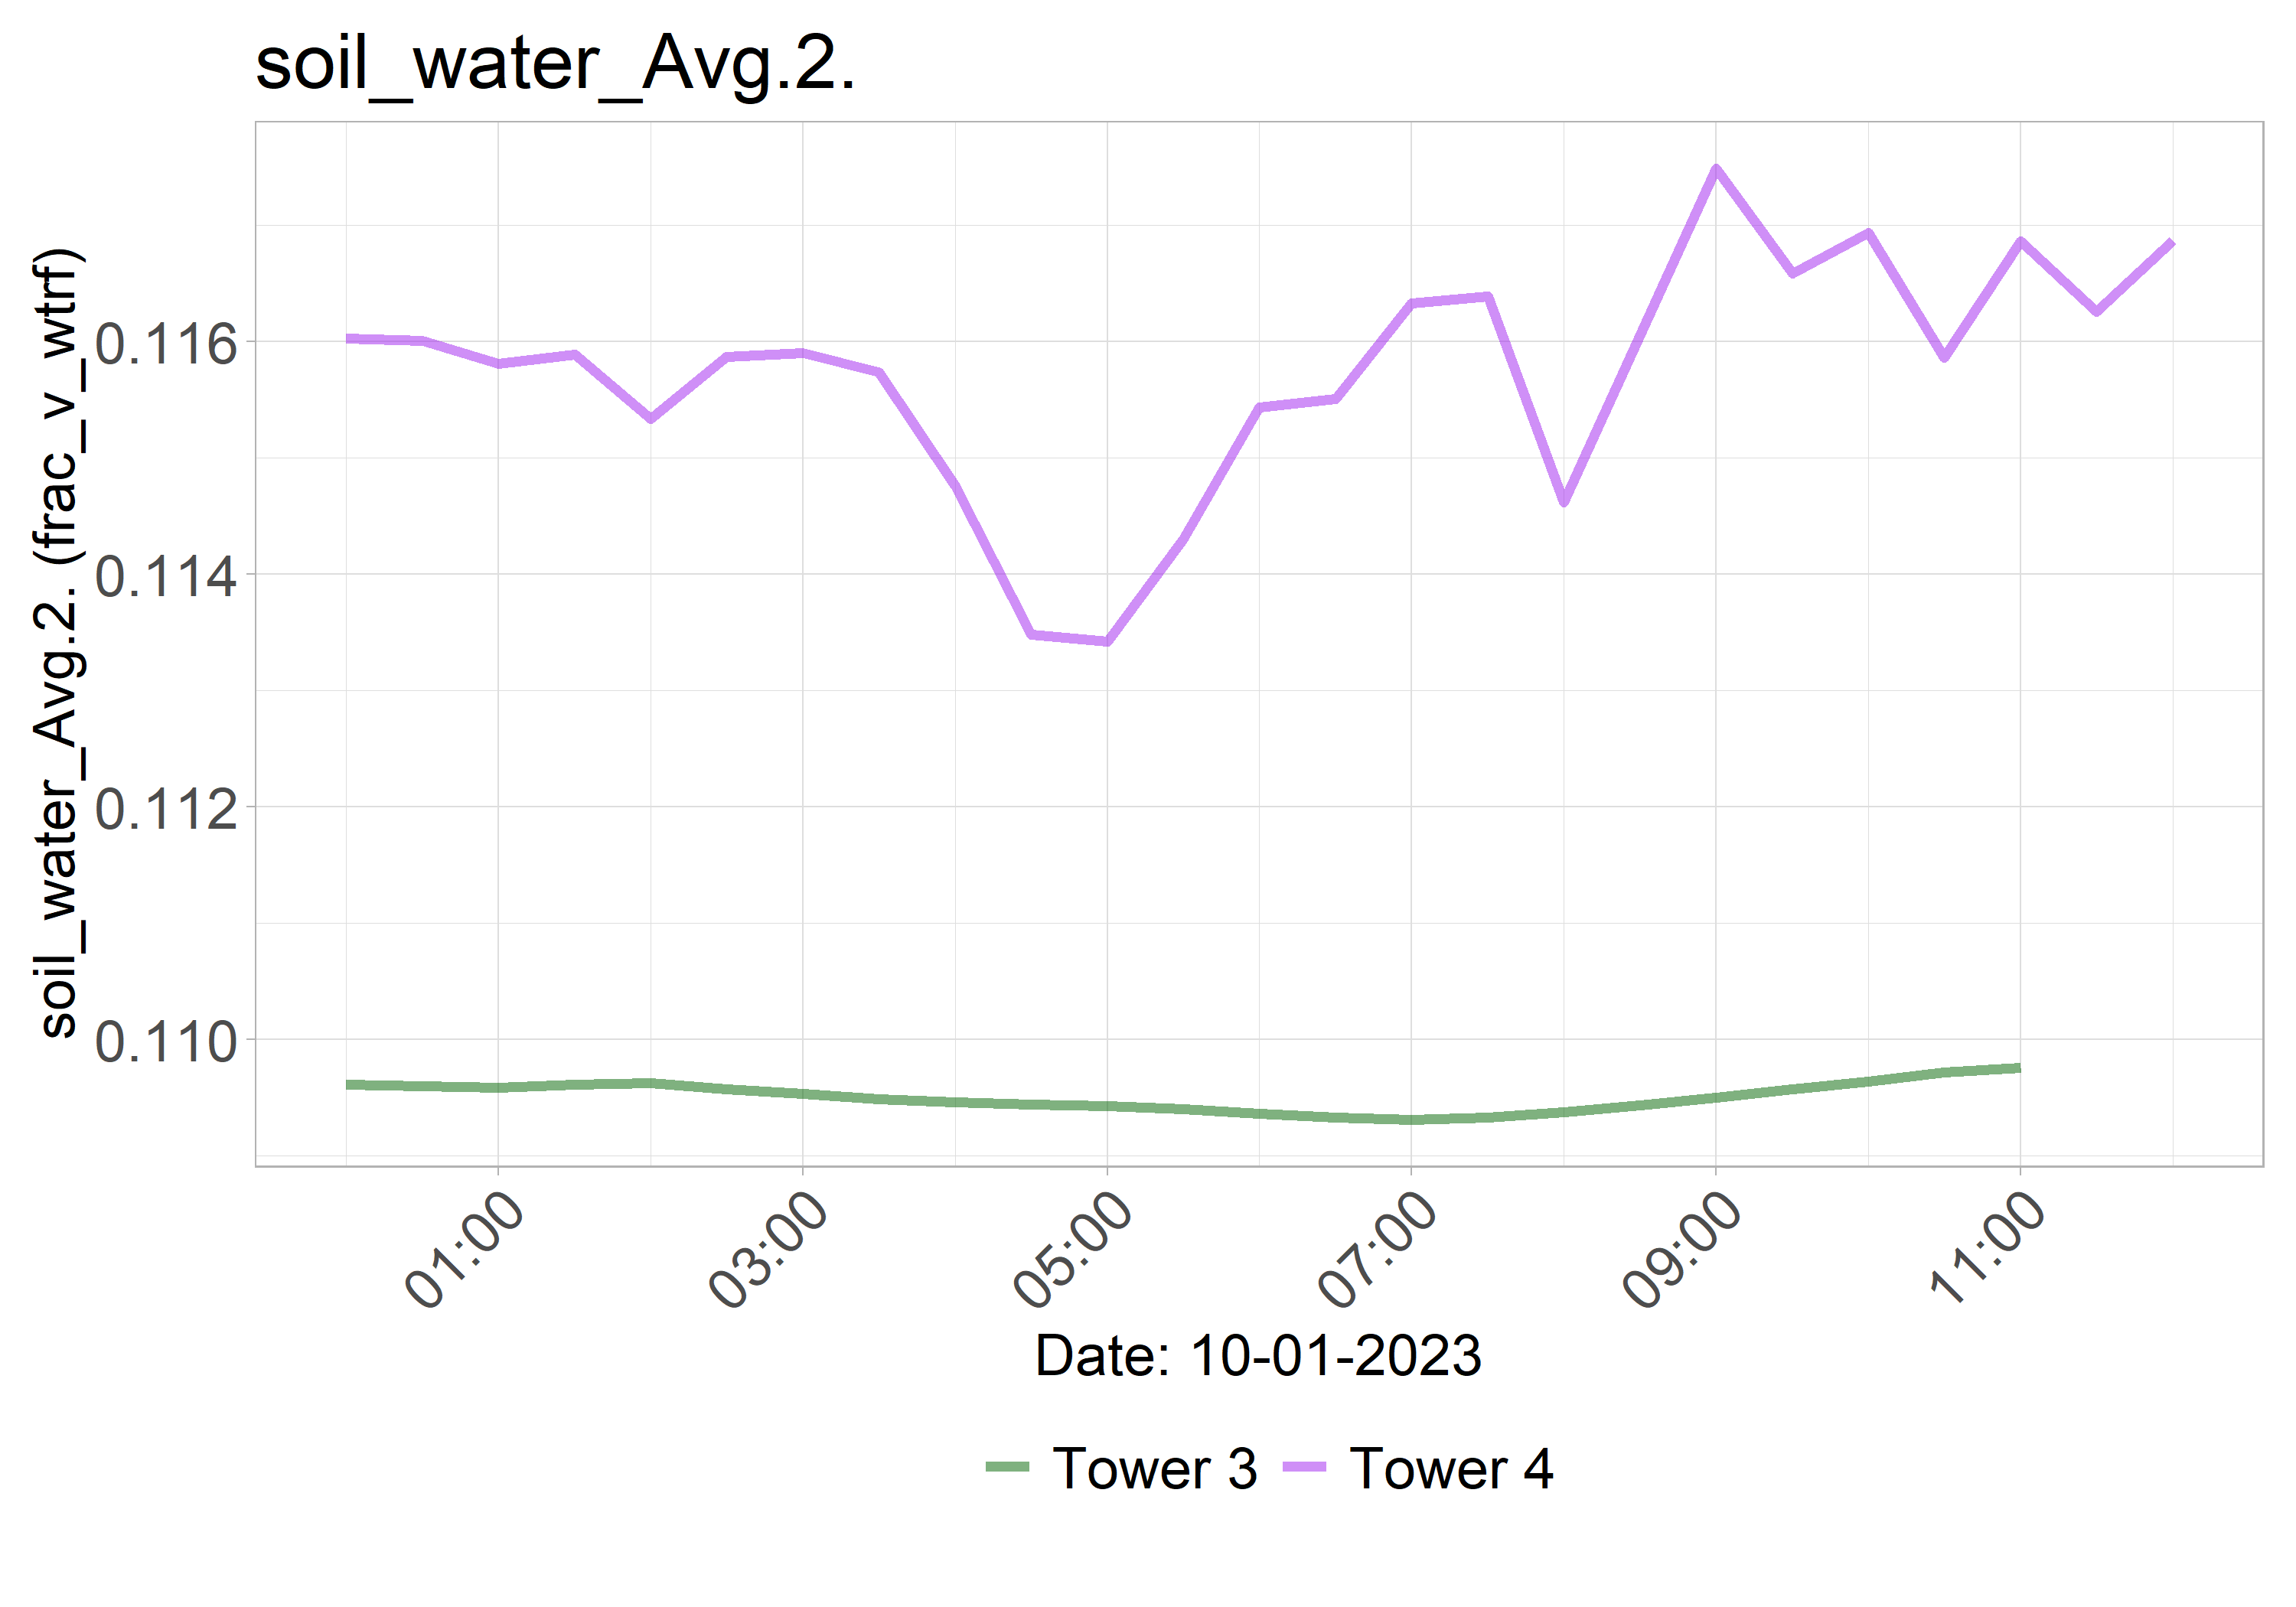 soil_water_Avg.2.
soil_water_Avg.2. (frac_v_wtrf)
0.116
0.114
0.112
0.110
01:00
03:00
05:00
07:00
09:00
11:00
Date: 10-01-2023
Tower 3
Tower 4